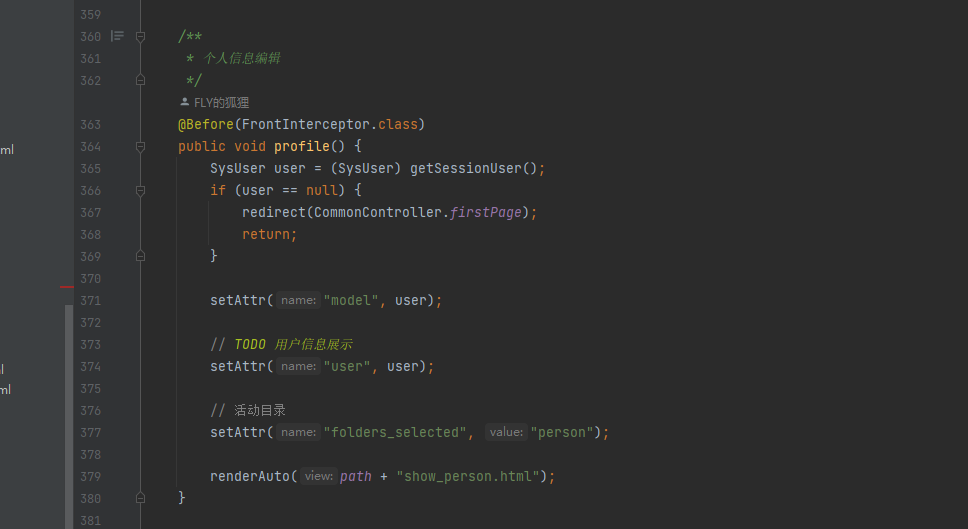 359
360 /**
361 * 个人信息编辑
362 */
FLY的狐狸
363 @Before(FrontInterceptor.class)
ml
364 public void profile() {
365 SysUser user = (SysUser) getSessionUser();
366 if (user == null) {
367 redirect(CommonController.firstPage);
368 return;
369 }
370
371 setAttr( name: "model", user);
372
373 // TODO 用户信息展示
374 setAttr( name: "user", user);
l
375
ml
376 // 活动目录
377 setAttr( name: "folders_selected", value: "person");
378
379 renderAuto( view: path + "show_person.html");
380 }
381